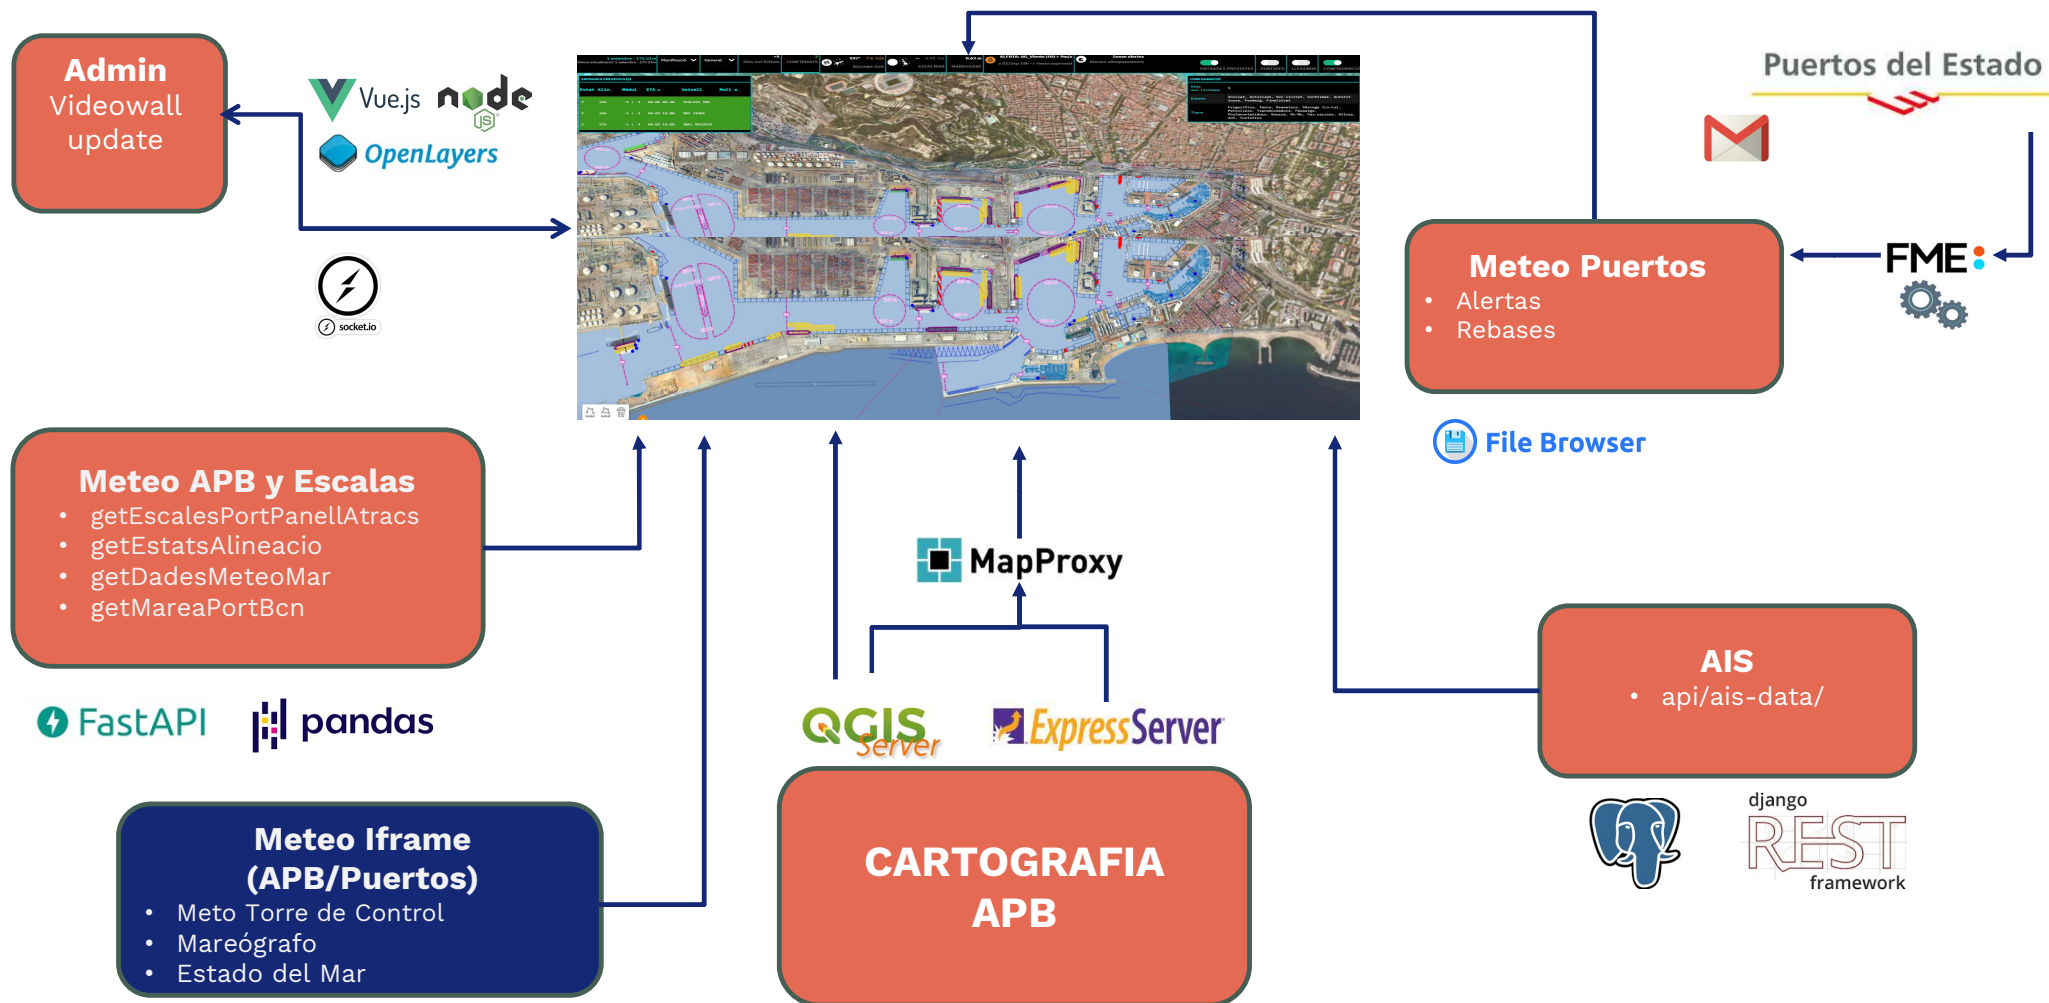 Admin
Videowall
update
Vue.js
node
JS
OpenLayers
socket.io
Puertos del Estado
Meteo Puertos
• Alertas
• Rebases
FME
File Browser
Meteo APB y Escalas
• getEscalesPortPanellAtracs
• getEstatsAlineacio
• getDadesMeteoMar
• getMareaPortBcn
FastAPI
pandas
MapProxy
QGIS
Server
ExpressServer
AIS
• api/ais-data/
django
REST
framework
Meteo Iframe
(APB/Puertos)
• Meto Torre de Control
• Mareógrafo
• Estado del Mar
CARTOGRAFIA
APB